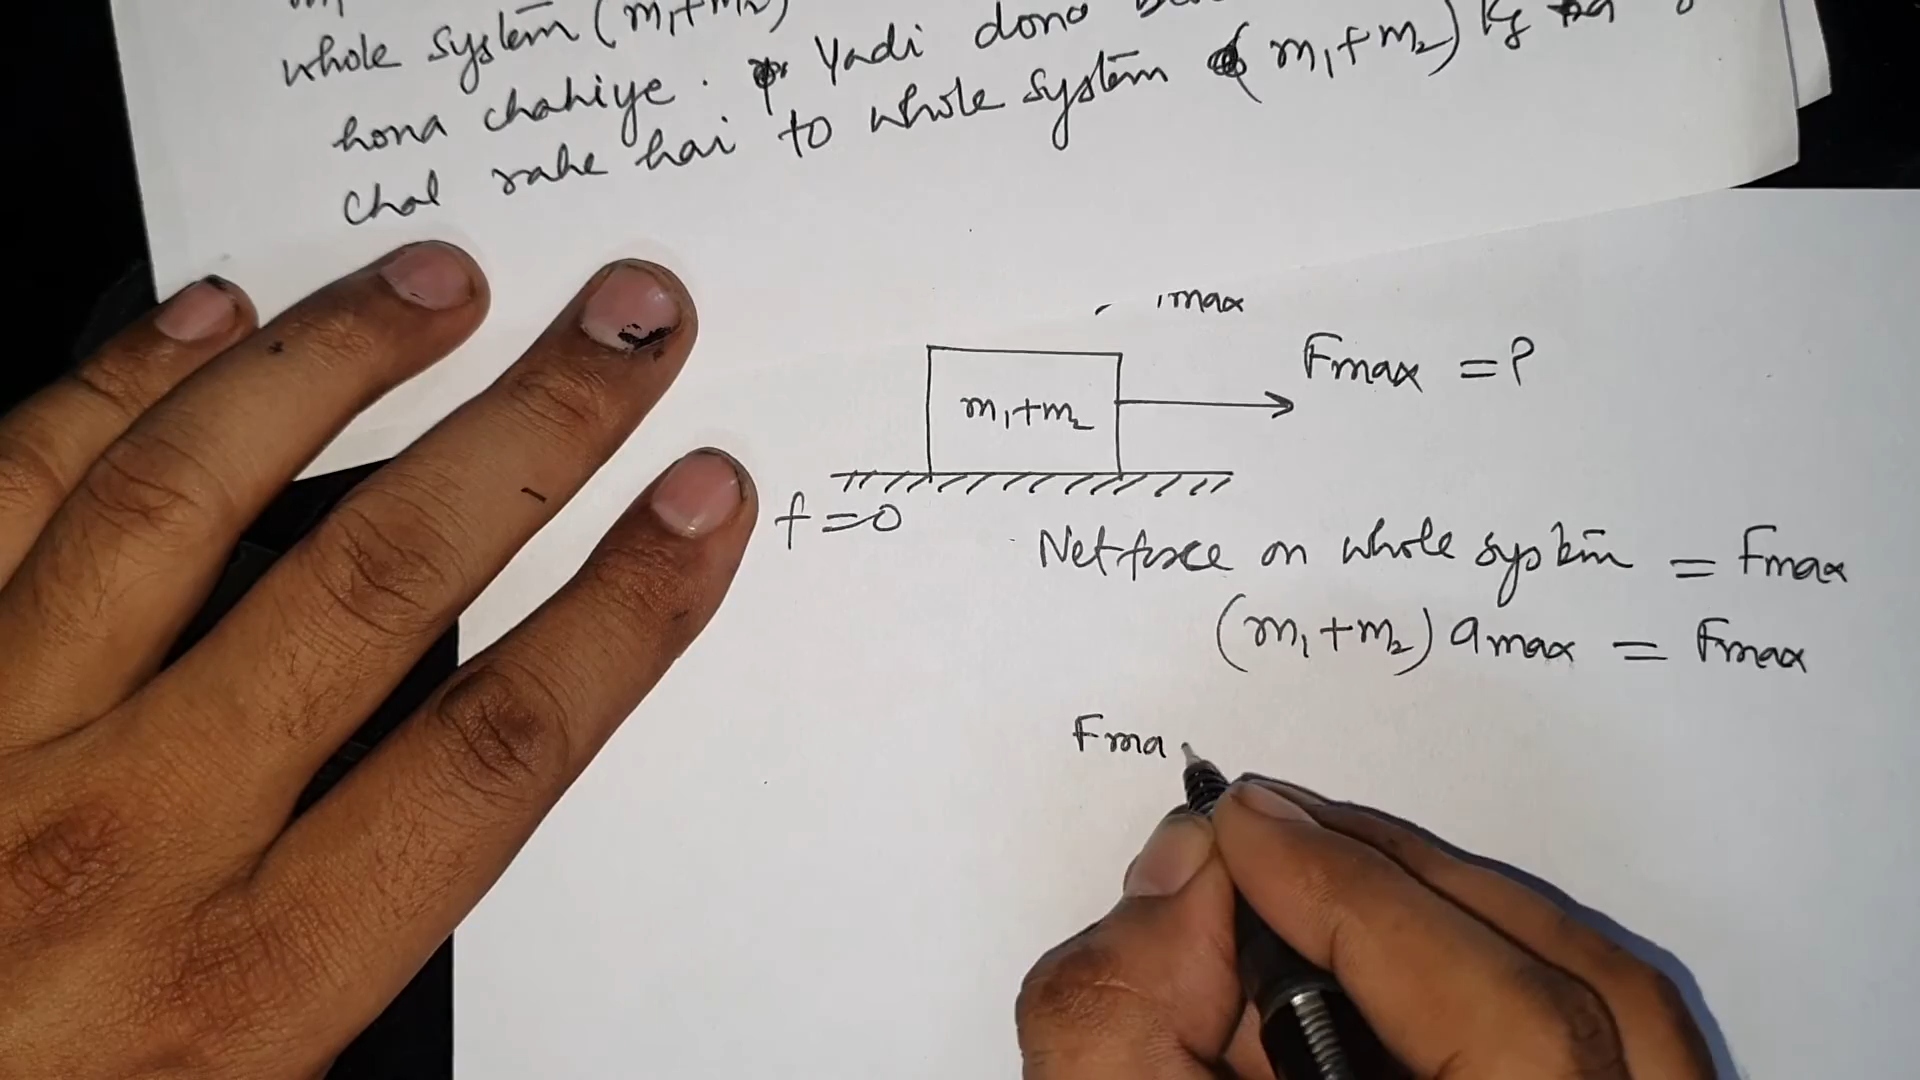 whole system (m₁+m₂)
hona chahiye. Yadi dono
chal rahe hai to whole system (m₁+m₂) kg
max
Fmax = ?
m₁+m₂
f = 0
Net force on whole system = Fmax
(m₁+m₂) amax = Fmax
Fma